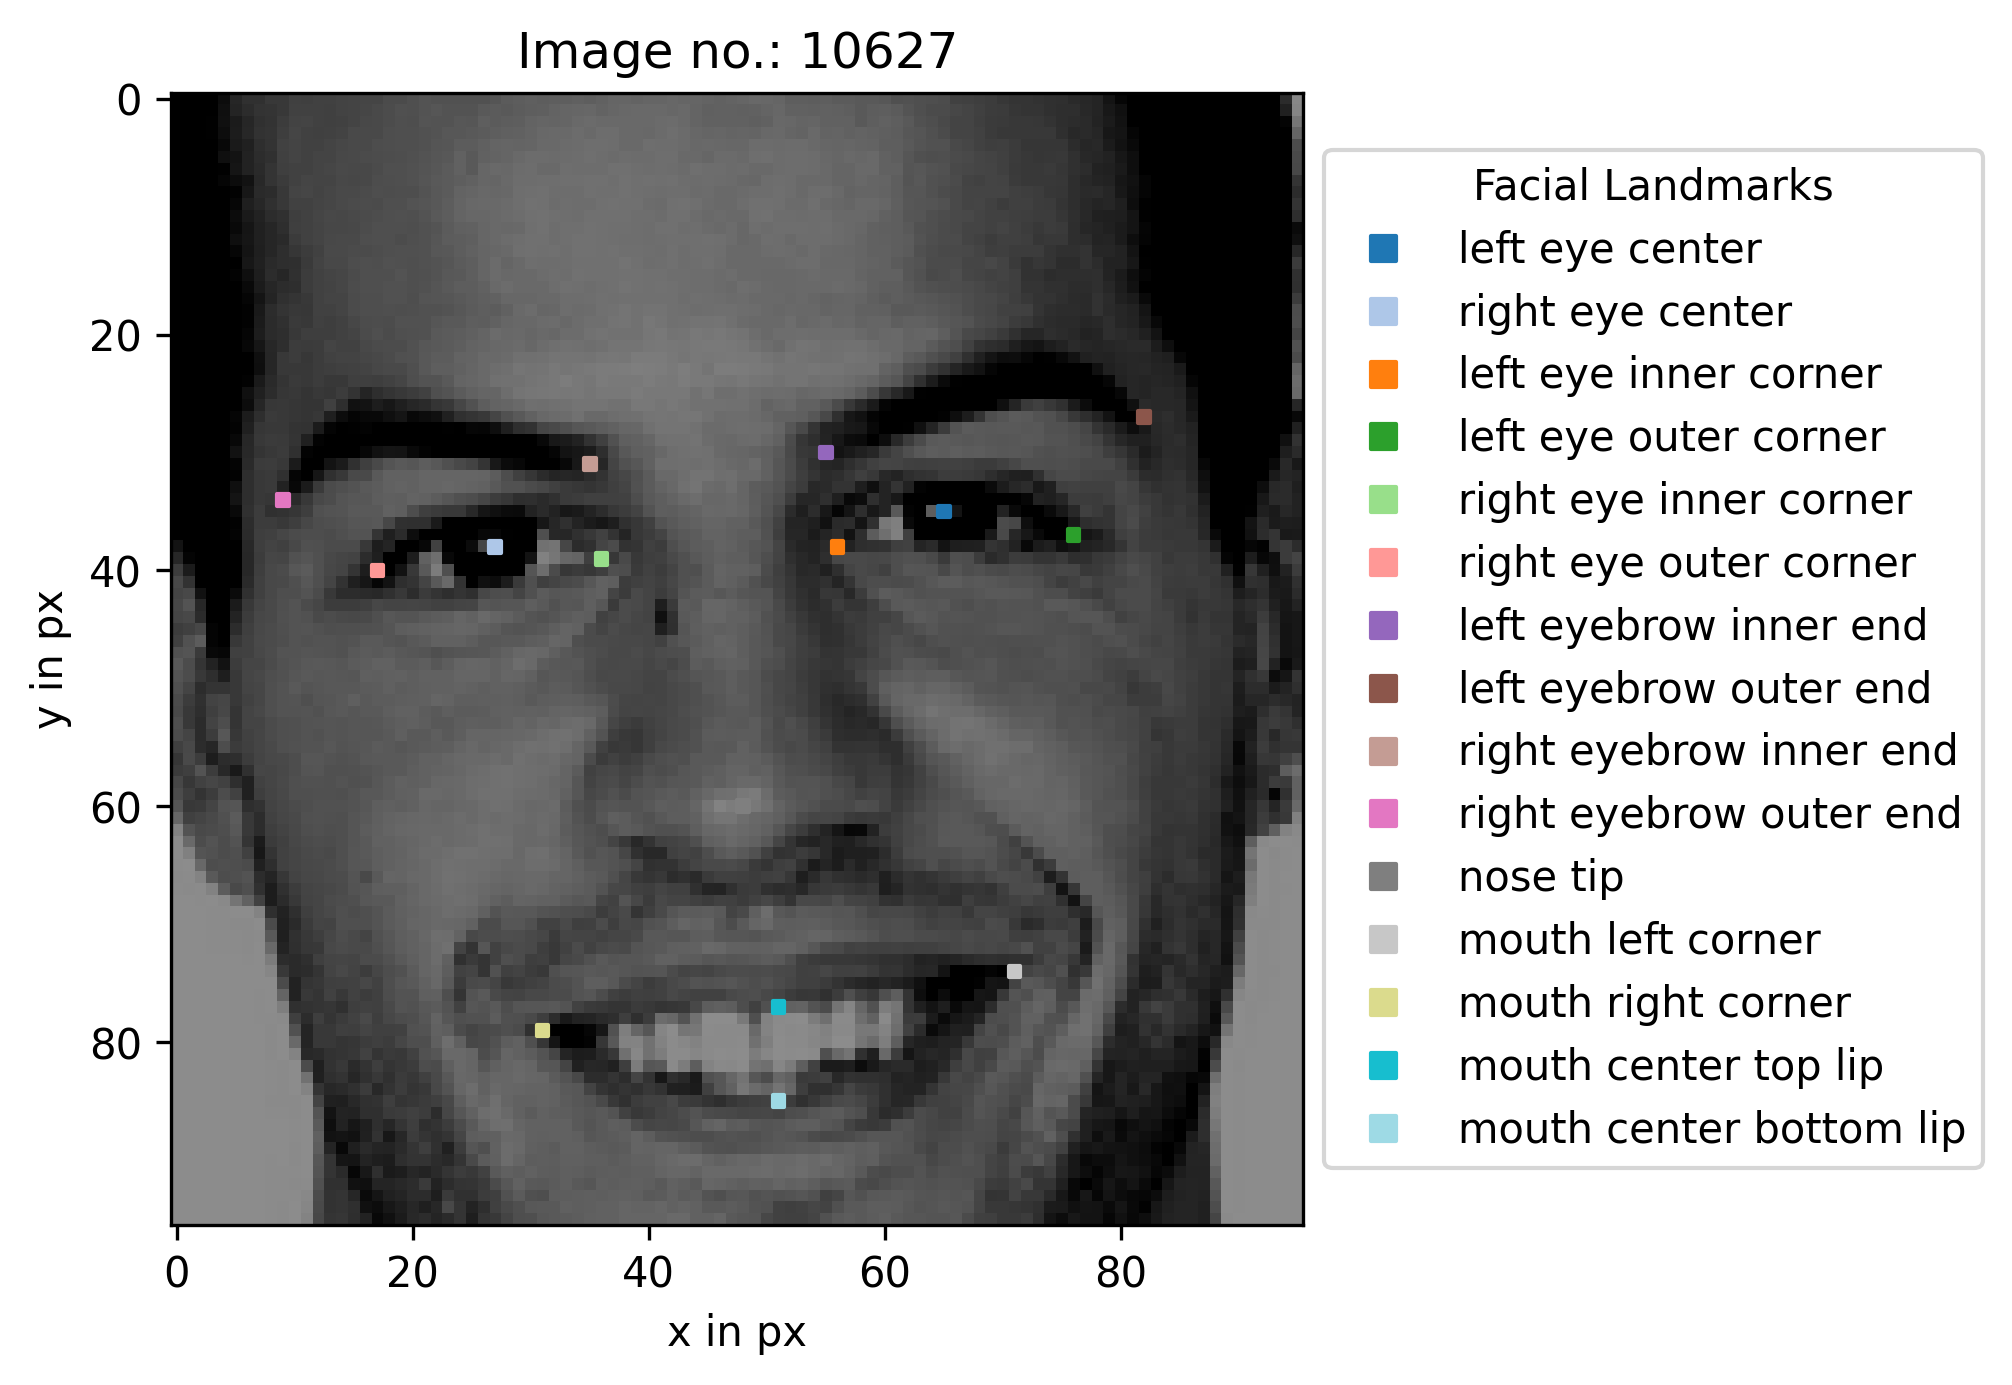 Image no.: 10627
0
20
40
60
80
y in px
0 20 40 60 80
x in px
Facial Landmarks
left eye center
right eye center
left eye inner corner
left eye outer corner
right eye inner corner
right eye outer corner
left eyebrow inner end
left eyebrow outer end
right eyebrow inner end
right eyebrow outer end
nose tip
mouth left corner
mouth right corner
mouth center top lip
mouth center bottom lip